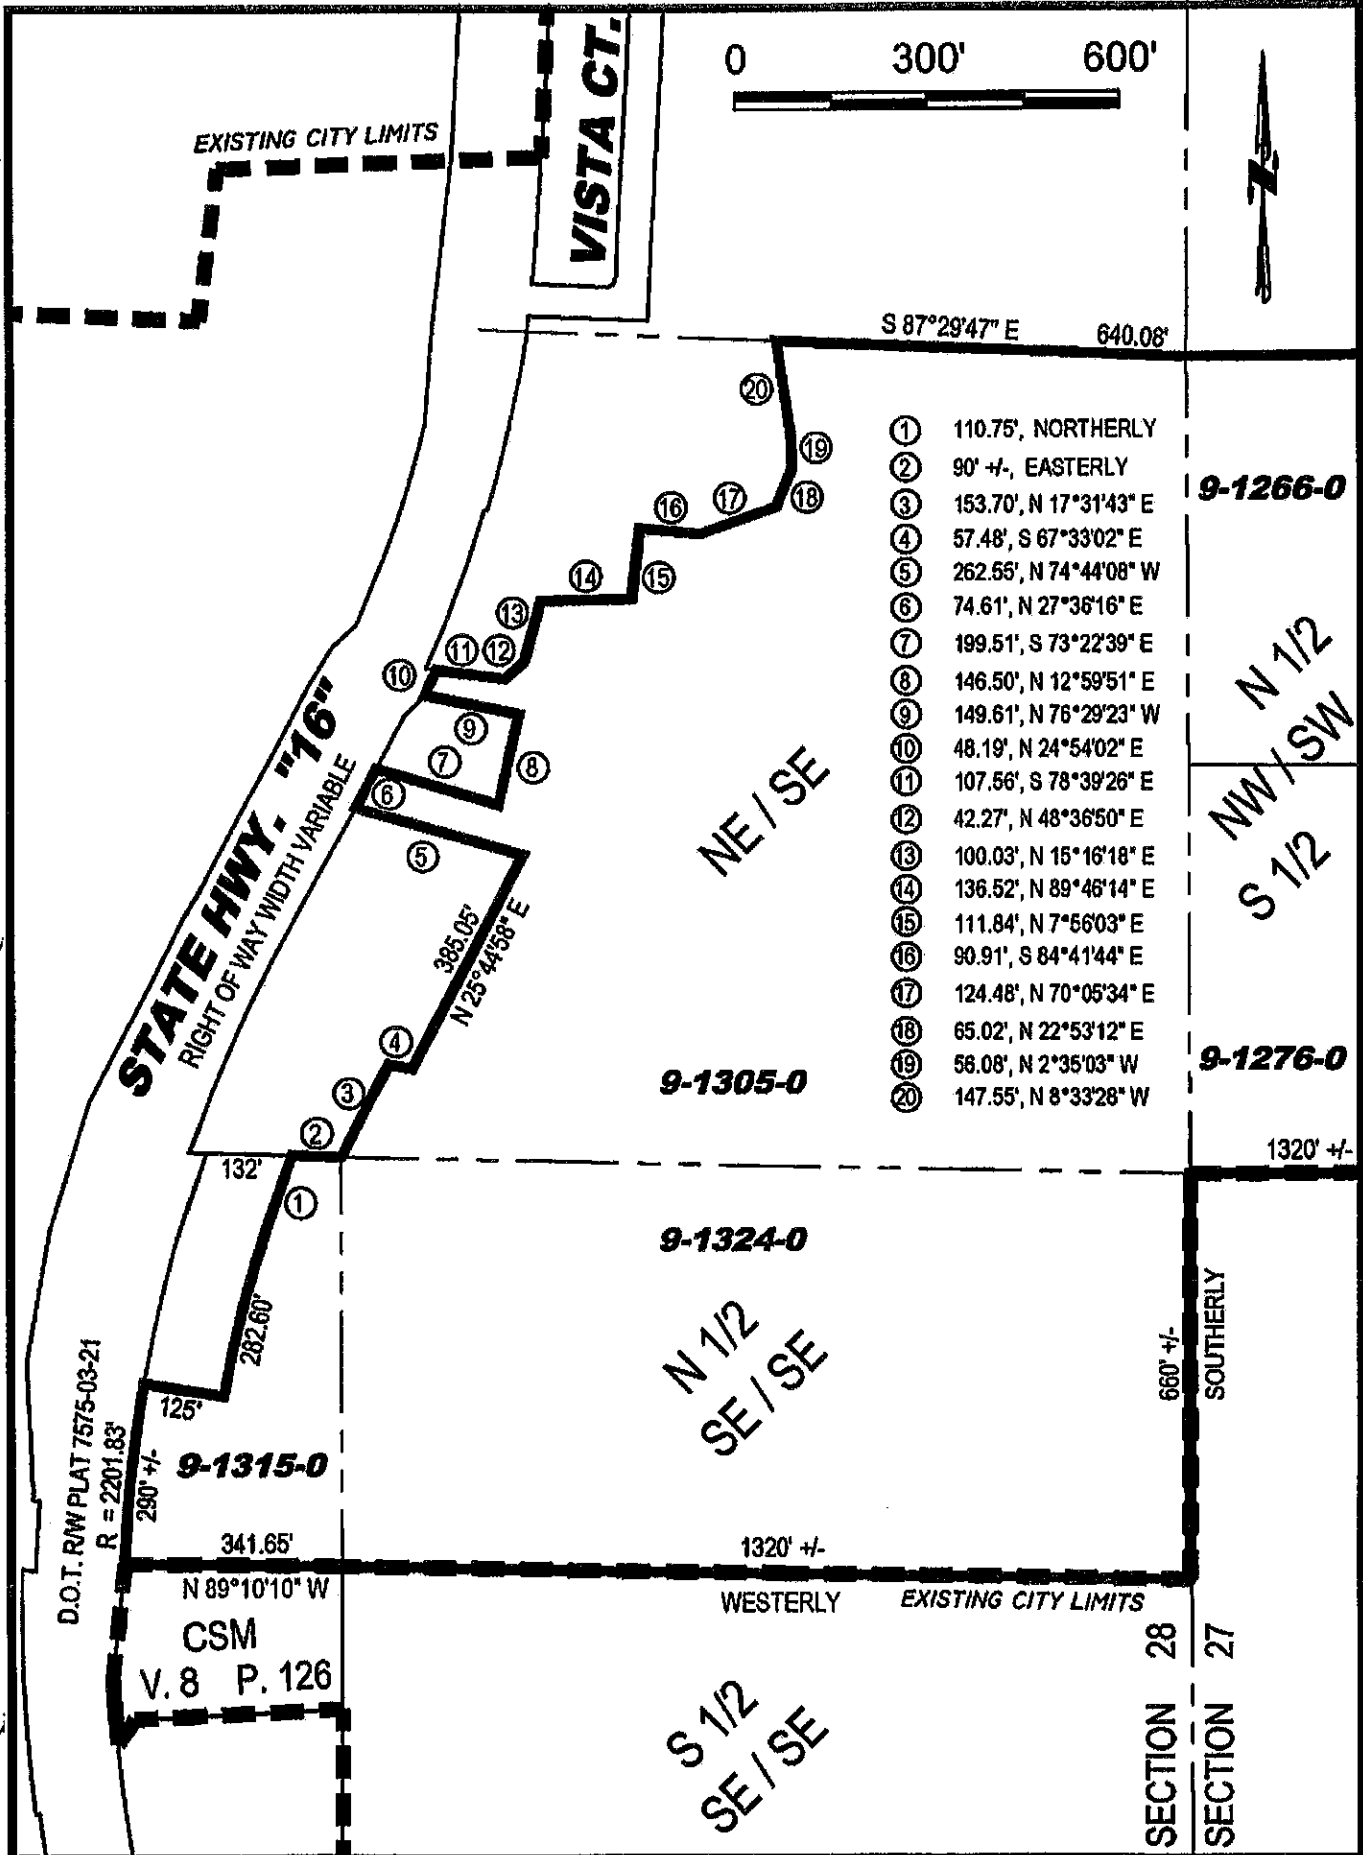 0 300' 600'
VISTA CT.
EXISTING CITY LIMITS
N
S 87°29'47" E 640.08'
1 110.75', NORTHERLY
2 90' +/-, EASTERLY
3 153.70', N 17°31'43" E
4 57.48', S 67°33'02" E
5 262.55', N 74°44'08" W
6 74.61', N 27°36'16" E
7 199.51', S 73°22'39" E
8 146.50', N 12°59'51" E
9 149.61', N 76°29'23" W
10 48.19', N 24°54'02" E
11 107.56', S 78°39'26" E
12 42.27', N 48°36'50" E
13 100.03', N 15°16'18" E
14 136.52', N 89°46'14" E
15 111.84', N 7°56'03" E
16 90.91', S 84°41'44" E
17 124.48', N 70°05'34" E
18 65.02', N 22°53'12" E
19 56.08', N 2°35'03" W
20 147.55', N 8°33'28" W
20
19
18
17
16
15
14
13
12
11
10
9
8
7
6
5
4
3
2
1
9-1266-0
N 1/2
NW / SW
S 1/2
9-1276-0
1320' +/-
NE / SE
STATE HWY. "16"
RIGHT OF WAY WIDTH VARIABLE
385.05'
N 25°44'58" E
9-1305-0
132'
282.60'
125'
9-1324-0
N 1/2
SE / SE
660' +/-
SOUTHERLY
D.O.T. R/W PLAT 7575-03-21
R = 2201.83'
290' +/-
9-1315-0
341.65'
N 89°10'10" W
1320' +/-
WESTERLY
EXISTING CITY LIMITS
CSM
V. 8 P. 126
S 1/2
SE / SE
SECTION 28
SECTION 27